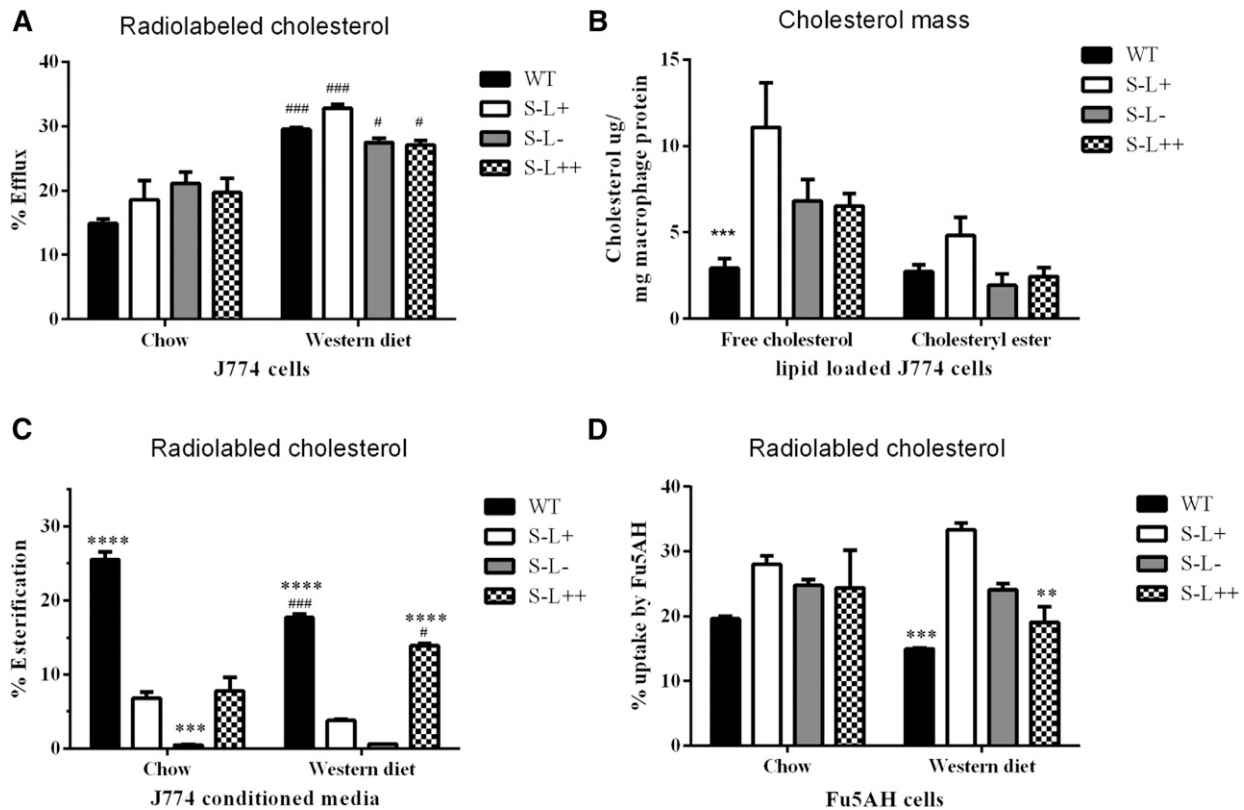 A
Radiolabeled cholesterol
% Efflux
40
30
20
10
0
###
###
#
#
Chow
Western diet
J774 cells
WT
S-L+
S-L-
S-L++
B
Cholesterol mass
Cholesterol ug/
mg macrophage protein
15
10
5
0
***
Free cholesterol
Cholesteryl ester
lipid loaded J774 cells
WT
S-L+
S-L-
S-L++
C
Radiolabled cholesterol
% Esterification
30
20
10
0
****
***
****
###
****
#
Chow
Western diet
J774 conditioned media
WT
S-L+
S-L-
S-L++
D
Radiolabled cholesterol
% uptake by Fu5AH
40
30
20
10
0
***
**
Chow
Western diet
Fu5AH cells
WT
S-L+
S-L-
S-L++